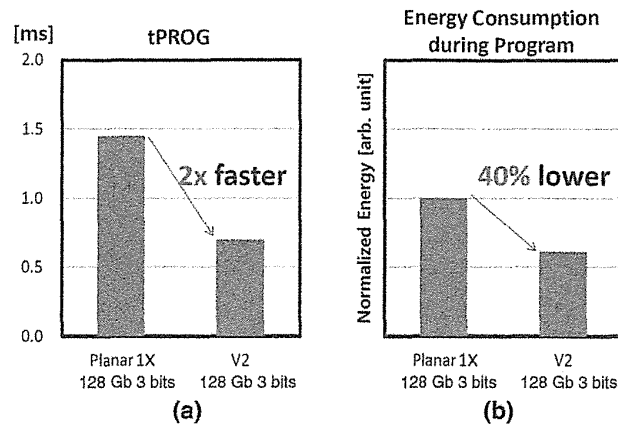 [ms]
tPROG
2.0
1.5
1.0
0.5
0.0
2x faster
Planar 1X
128 Gb 3 bits
V2
128 Gb 3 bits
(a)
Energy Consumption
during Program
Normalized Energy [arb. unit]
40% lower
Planar 1X
128 Gb 3 bits
V2
128 Gb 3 bits
(b)